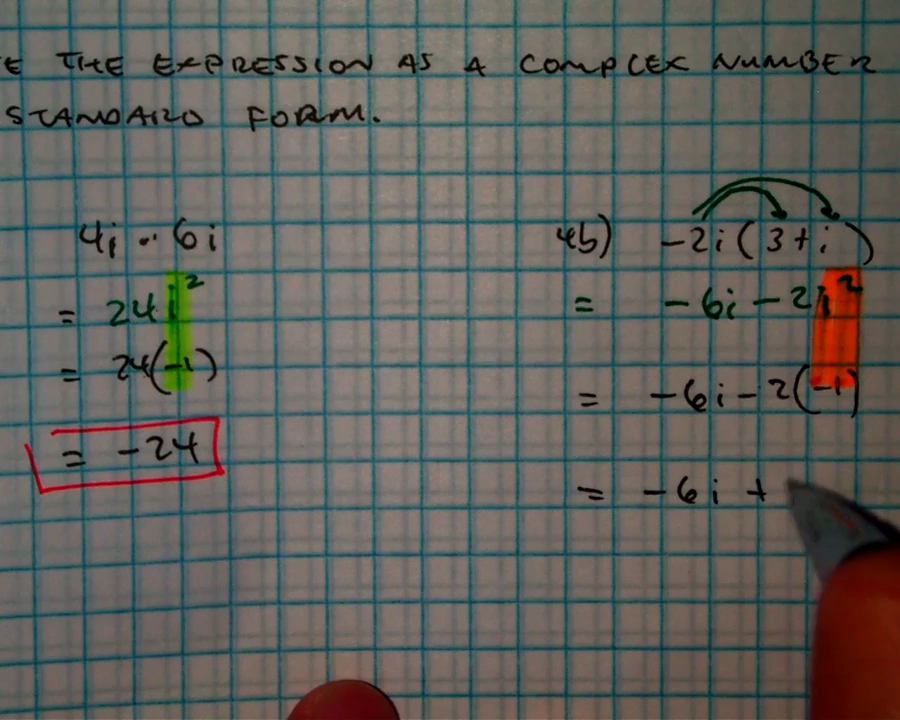 E THE EXPRESSION AS A COMPLEX NUMBER
STANDARD FORM.
4i · 6i
= 24i²
= 24(-1)
= -24
4b) -2i(3+i)
= -6i-2i²
= -6i-2(-1)
= -6i+